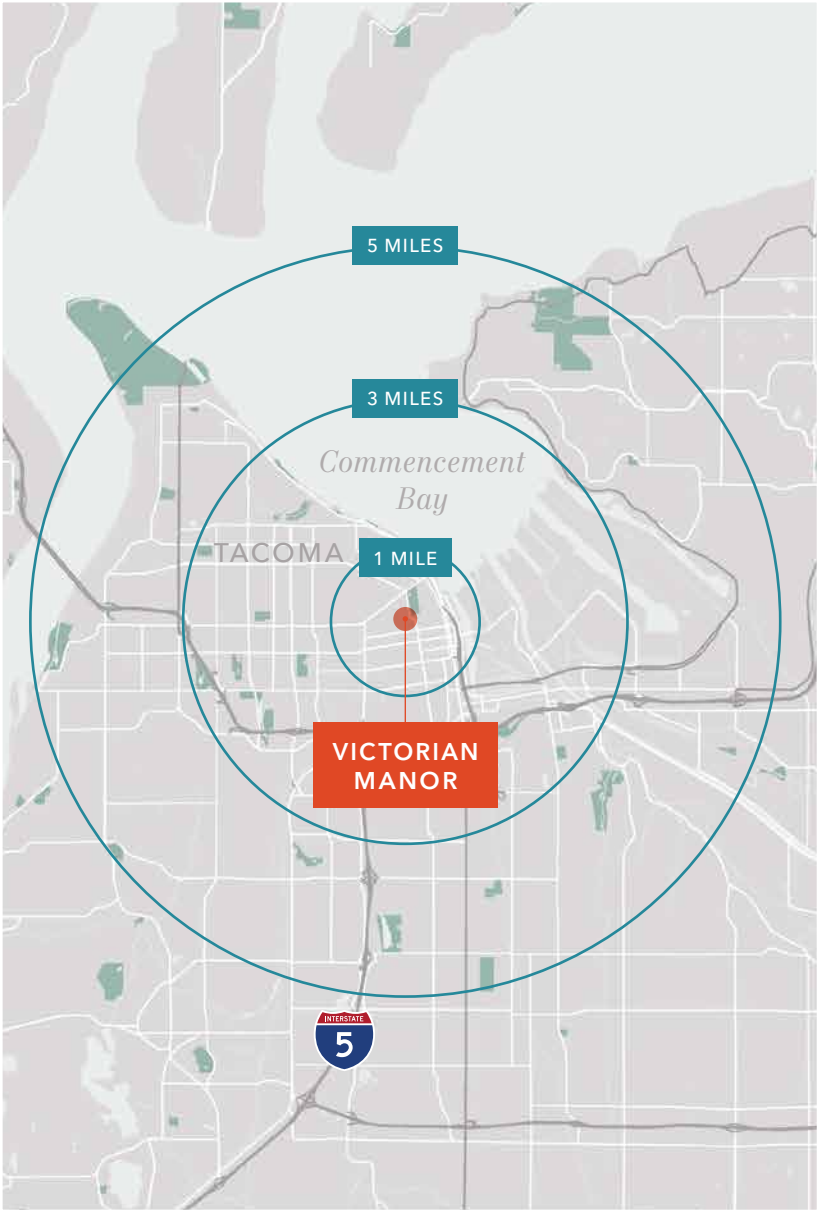 5 MILES
3 MILES
Commencement
Bay
TACOMA
1 MILE
VICTORIAN
MANOR
INTERSTATE
5